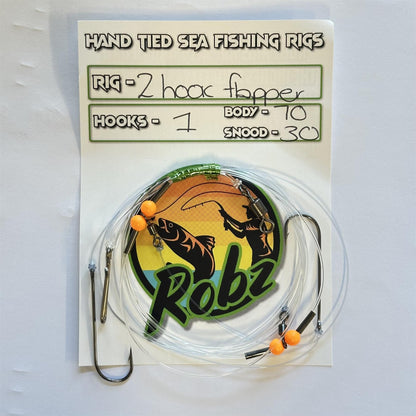 HAND TIED SEA FISHING RIGS
RIG - 2 hook flapper
BODY - 70
HOOKS - 1
SNOOD - 30
Robz